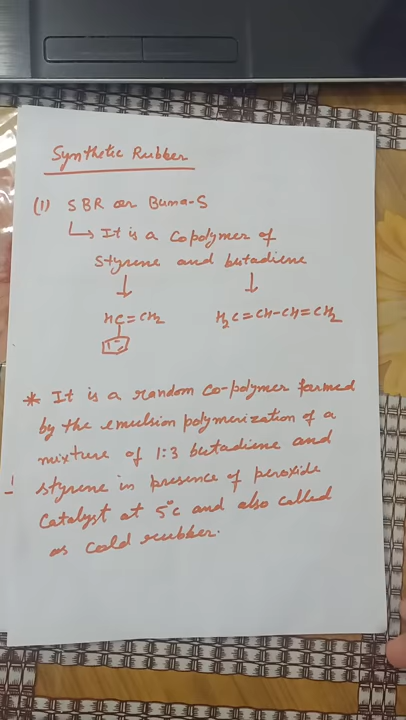 Synthetic Rubber
(1) SBR or Buna-S
↳ It is a copolymer of
styrene and butadiene
↓ ↓
HC=CH2 H2C=CH-CH=CH2
* It is a random co-polymer formed
by the emulsion polymerization of a
mixture of 1:3 butadiene and
styrene in presence of peroxide
catalyst at 5°c and also called
as cold rubber.